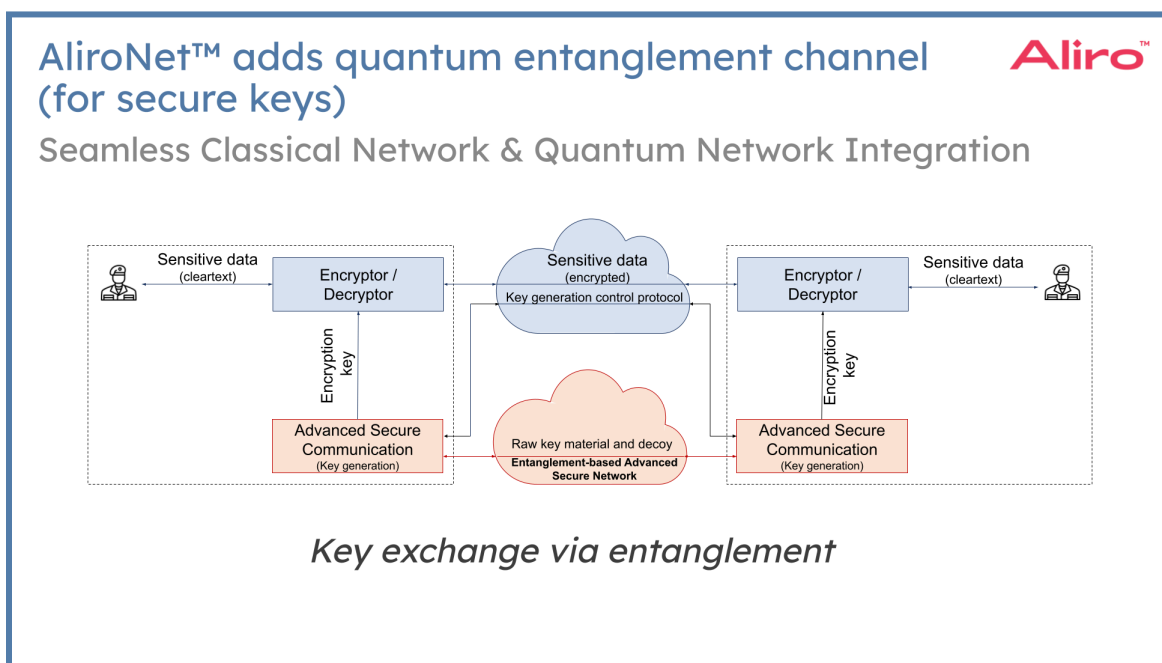 AliroNet™ adds quantum entanglement channel
(for secure keys)
Aliro™
Seamless Classical Network & Quantum Network Integration
Sensitive data
(cleartext)
Encryptor /
Decryptor
Sensitive data
(encrypted)
Key generation control protocol
Encryptor /
Decryptor
Sensitive data
(cleartext)
Encryption
key
Encryption
key
Advanced Secure
Communication
(Key generation)
Raw key material and decoy
Entanglement-based Advanced
Secure Network
Advanced Secure
Communication
(Key generation)
Key exchange via entanglement